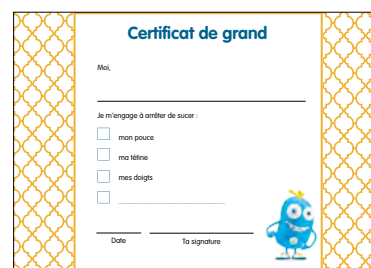 Certificat de grand
Moi,
Je m'engage à arrêter de sucer :
mon pouce
ma tétine
mes doigts
Date Ta signature